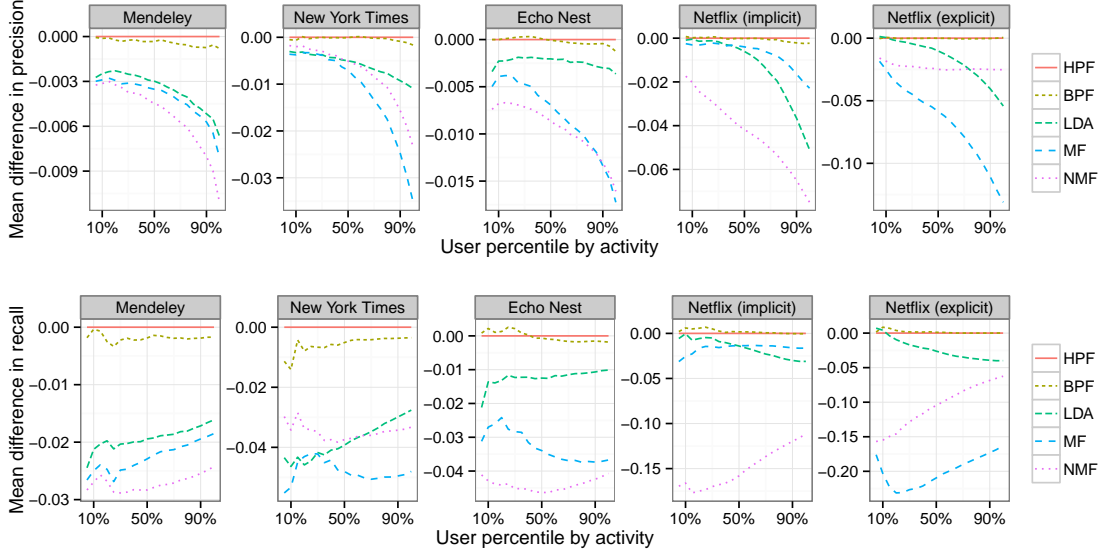 Mean difference in precision
Mendeley
0.000
−0.003
−0.006
−0.009
10% 50% 90%
New York Times
0.00
−0.01
−0.02
−0.03
10% 50% 90%
Echo Nest
0.000
−0.005
−0.010
−0.015
10% 50% 90%
Netflix (implicit)
0.00
−0.02
−0.04
−0.06
10% 50% 90%
Netflix (explicit)
0.00
−0.05
−0.10
10% 50% 90%
User percentile by activity
HPF
BPF
LDA
MF
NMF
Mean difference in recall
Mendeley
0.00
−0.01
−0.02
−0.03
10% 50% 90%
New York Times
0.00
−0.02
−0.04
10% 50% 90%
Echo Nest
0.00
−0.01
−0.02
−0.03
−0.04
10% 50% 90%
Netflix (implicit)
0.00
−0.05
−0.10
−0.15
10% 50% 90%
Netflix (explicit)
0.00
−0.05
−0.10
−0.15
−0.20
10% 50% 90%
User percentile by activity
HPF
BPF
LDA
MF
NMF